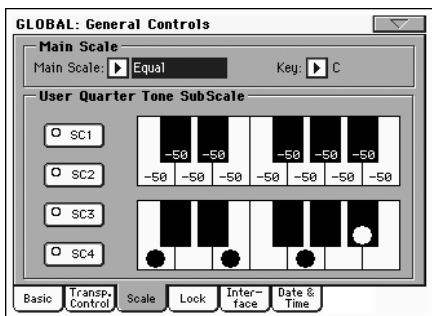 GLOBAL: General Controls
Main Scale
Main Scale: Equal Key: C
User Quarter Tone SubScale
SC1
-50 -50 -50 -50 -50
SC2
-50 -50 -50 -50 -50 -50 -50
SC3
SC4
Basic Transp. Control Scale Lock Inter- face Date & Time